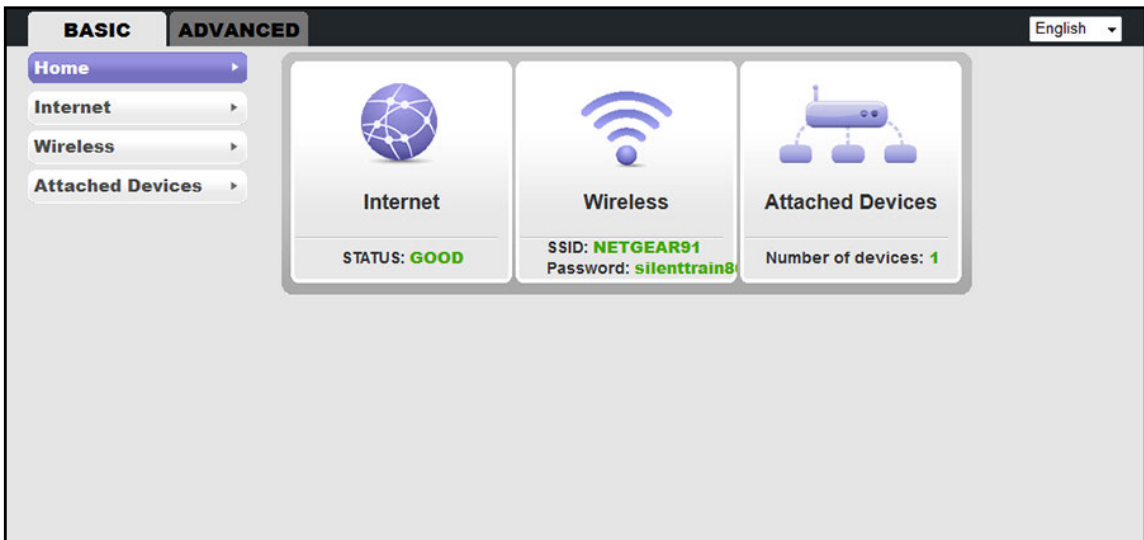 BASIC
ADVANCED
English
Home
Internet
Wireless
Attached Devices
Internet
STATUS: GOOD
Wireless
SSID: NETGEAR91
Password:
Attached Devices
Number of devices: 1